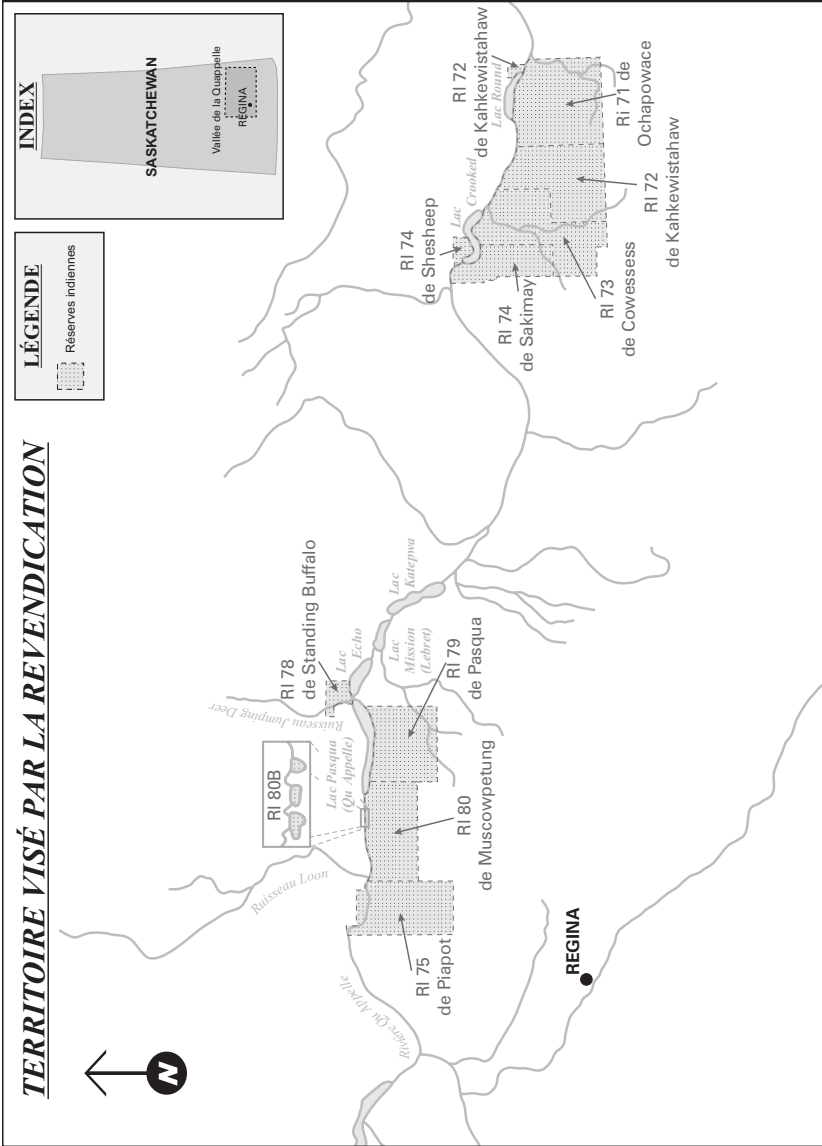 TERRITOIRE VISÉ PAR LA REVENDICATION
LÉGENDE
Réserves indiennes
INDEX
SASKATCHEWAN
Vallée de la Quappelle
REGINA
N
Rivière Qu Appelle
RI 75
de Piapot
Ruisseau Loon
RI 80B
Lac Pasqua
(Qu Appelle)
RI 80
de Muscowpetung
Ruisseau Jumping Deer
RI 78
de Standing Buffalo
Lac
Echo
Lac
Mission
(Lebret)
RI 79
de Pasqua
Lac
Katepwa
REGINA
RI 74
de Shesheep
Lac
Crooked
RI 74
de Sakimay
RI 73
de Cowessess
RI 72
de Kahkewistahaw
Lac Round
RI 72
de Kahkewistahaw
Ri 71 de
Ochapowace